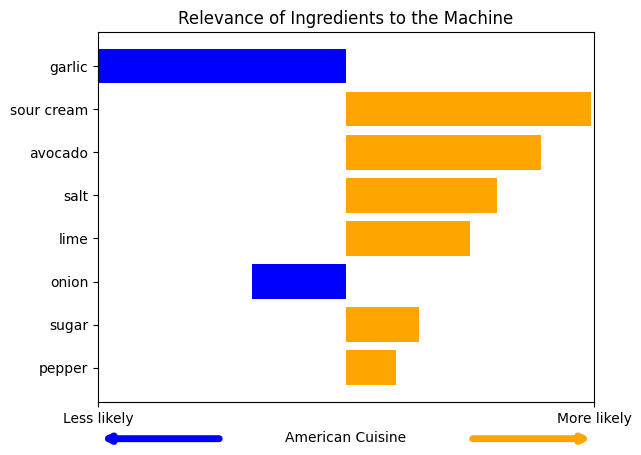 Relevance of Ingredients to the Machine
garlic
sour cream
avocado
salt
lime
onion
sugar
pepper
Less likely More likely
American Cuisine